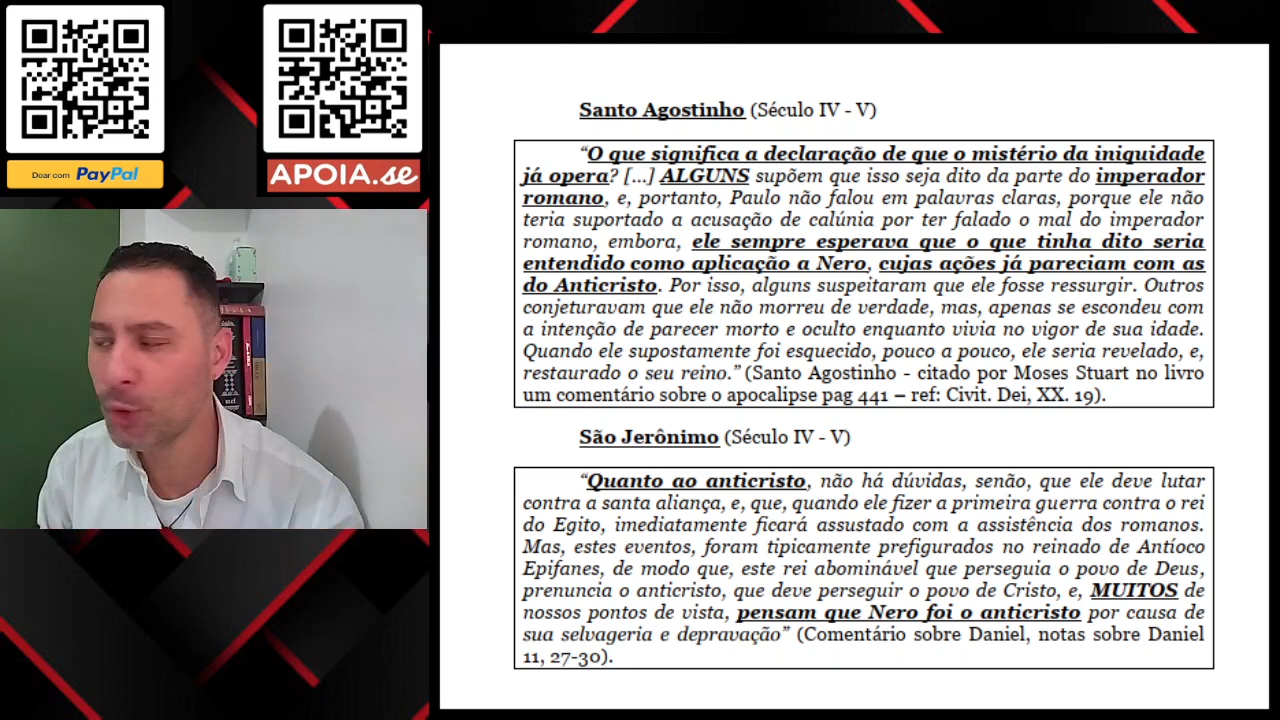 Doar com PayPal
APOIA.se
Santo Agostinho (Século IV - V)
“O que significa a declaração de que o mistério da iniquidade
já opera? [...] ALGUNS supõem que isso seja dito da parte do imperador
romano, e, portanto, Paulo não falou em palavras claras, porque ele não
teria suportado a acusação de calúnia por ter falado o mal do imperador
romano, embora, ele sempre esperava que o que tinha dito seria
entendido como aplicação a Nero, cujas ações já pareciam com as
do Anticristo. Por isso, alguns suspeitaram que ele fosse ressurgir. Outros
conjeturavam que ele não morreu de verdade, mas, apenas se escondeu com
a intenção de parecer morto e oculto enquanto vivia no vigor de sua idade.
Quando ele supostamente foi esquecido, pouco a pouco, ele seria revelado, e,
restaurado o seu reino.” (Santo Agostinho - citado por Moses Stuart no livro
um comentário sobre o apocalipse pag 441 – ref: Civit. Dei, XX. 19).
São Jerônimo (Século IV - V)
“Quanto ao anticristo, não há dúvidas, senão, que ele deve lutar
contra a santa aliança, e, que, quando ele fizer a primeira guerra contra o rei
do Egito, imediatamente ficará assustado com a assistência dos romanos.
Mas, estes eventos, foram tipicamente prefigurados no reinado de Antíoco
Epifanes, de modo que, este rei abominável que perseguia o povo de Deus,
prenuncia o anticristo, que deve perseguir o povo de Cristo, e, MUITOS de
nossos pontos de vista, pensam que Nero foi o anticristo por causa de
sua selvageria e depravação” (Comentário sobre Daniel, notas sobre Daniel
11, 27-30).